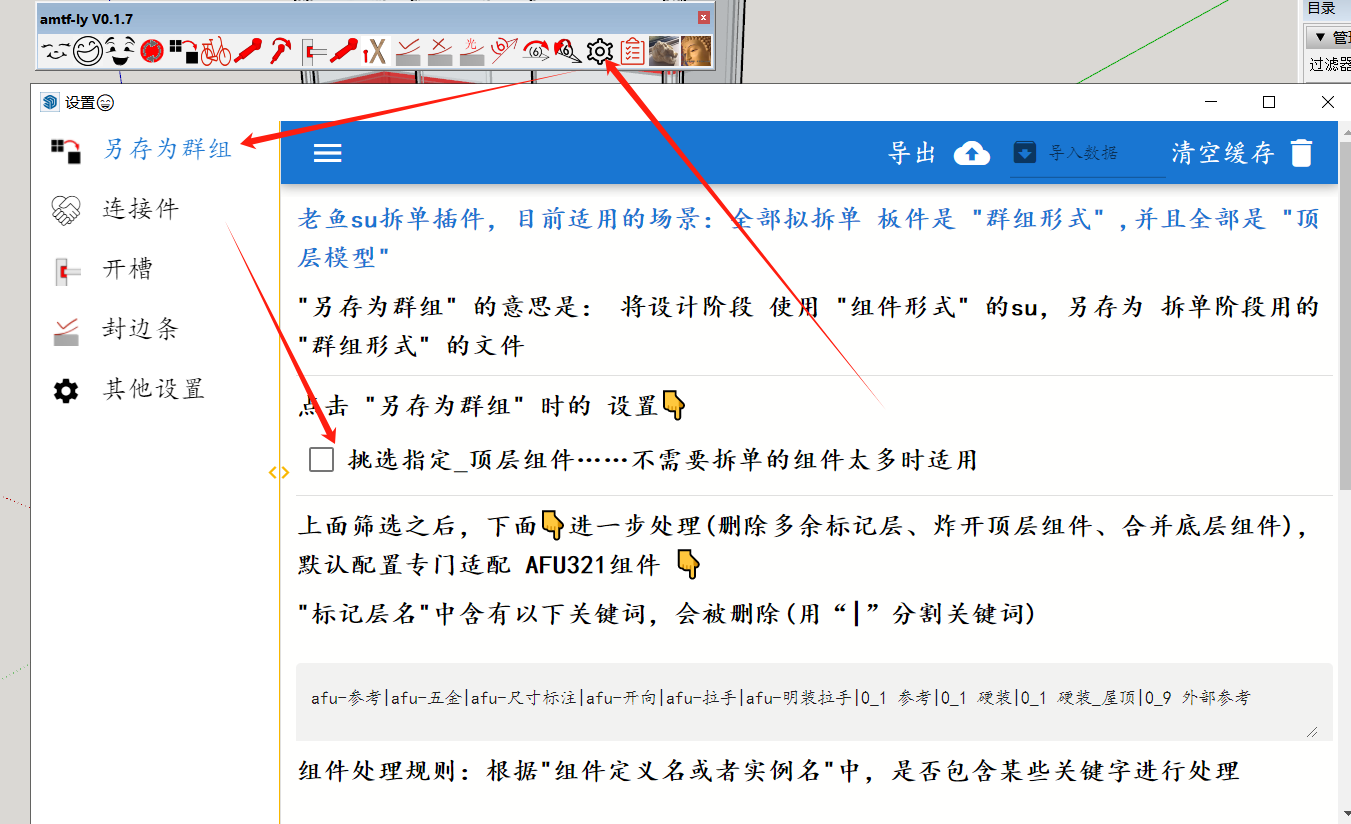 amtf-ly V0.1.7
目录
管
过滤器
设置
另存为群组
连接件
开槽
封边条
其他设置
导出
导入数据
清空缓存
老鱼su拆单插件，目前适用的场景：全部拟拆单 板件是 "群组形式" ,并且全部是 "顶
层模型"
"另存为群组" 的意思是： 将设计阶段 使用 "组件形式" 的su，另存为 拆单阶段用的
"群组形式" 的文件
点击 "另存为群组" 时的 设置👇
挑选指定_顶层组件……不需要拆单的组件太多时适用
上面筛选之后，下面👇进一步处理(删除多余标记层、炸开顶层组件、合并底层组件)，
默认配置专门适配 AFU321组件 👇
"标记层名"中含有以下关键词，会被删除(用“|”分割关键词)
afu-参考|afu-五金|afu-尺寸标注|afu-开向|afu-拉手|afu-明装拉手|0_1 参考|0_1 硬装|0_1 硬装_屋顶|0_9 外部参考
组件处理规则：根据"组件定义名或者实例名"中，是否包含某些关键字进行处理